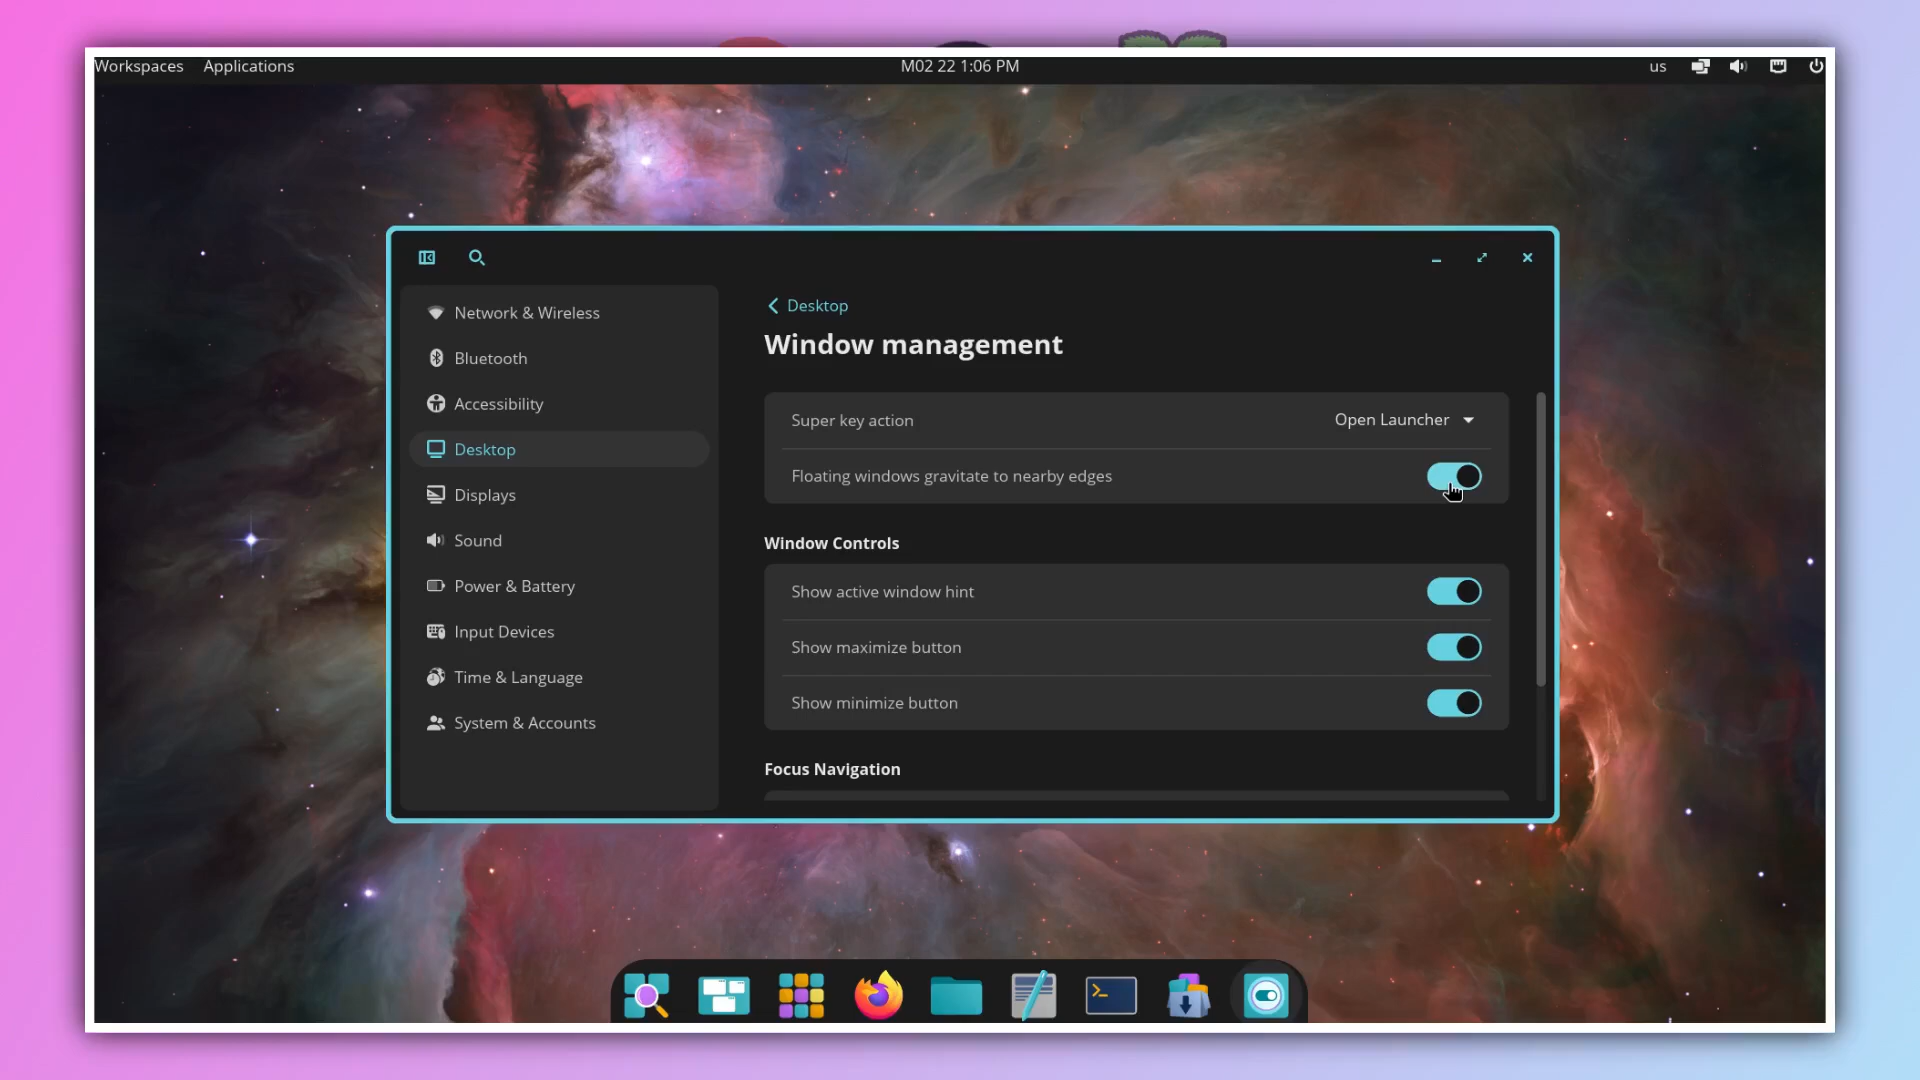 Workspaces Applications M02 22 1:06 PM us
Network & Wireless
Bluetooth
Accessibility
Desktop
Displays
Sound
Power & Battery
Input Devices
Time & Language
System & Accounts
Desktop
Window management
Super key action Open Launcher
Floating windows gravitate to nearby edges
Window Controls
Show active window hint
Show maximize button
Show minimize button
Focus Navigation